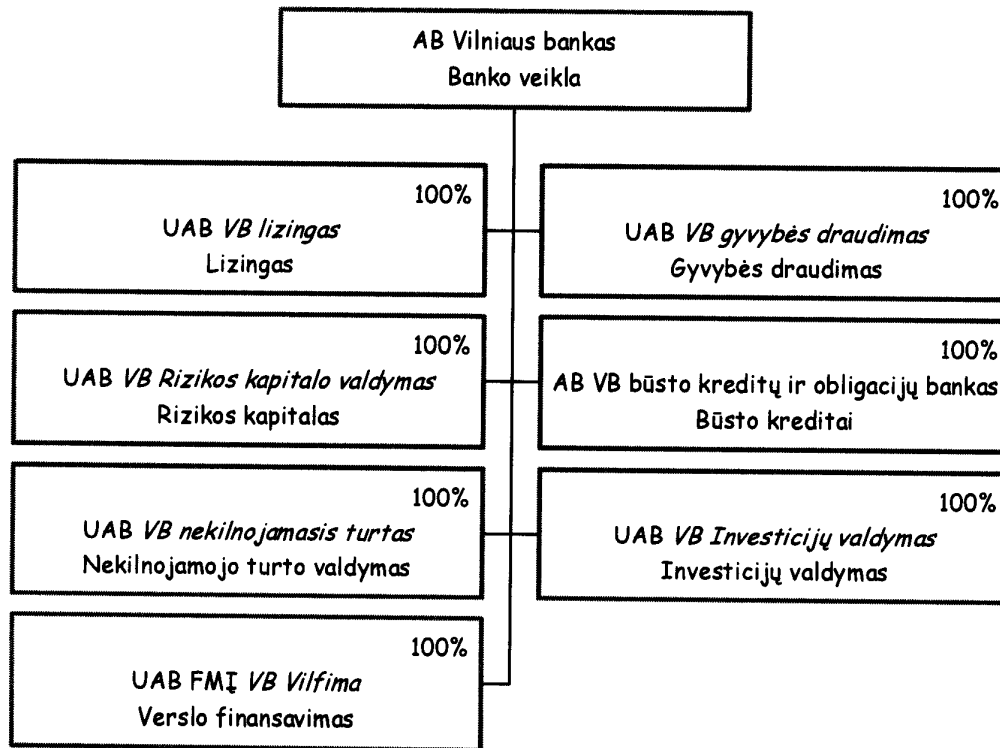 AB Vilniaus bankas
Banko veikla
100%
UAB VB lizingas
Lizingas
100%
UAB VB gyvybės draudimas
Gyvybės draudimas
100%
UAB VB Rizikos kapitalo valdymas
Rizikos kapitalas
100%
AB VB būsto kreditų ir obligacijų bankas
Būsto kreditai
100%
UAB VB nekilnojamasis turtas
Nekilnojamojo turto valdymas
100%
UAB VB Investicijų valdymas
Investicijų valdymas
100%
UAB FMĮ VB Vilfima
Verslo finansavimas